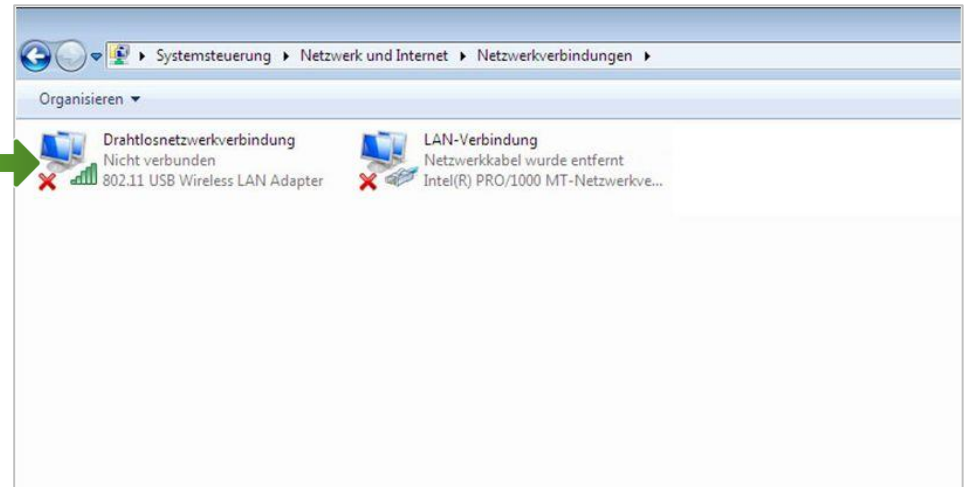 Systemsteuerung Netzwerk und Internet Netzwerkverbindungen
Organisieren
Drahtlosnetzwerkverbindung
Nicht verbunden
802.11 USB Wireless LAN Adapter
LAN-Verbindung
Netzwerkkabel wurde entfernt
Intel(R) PRO/1000 MT-Netzwerkve...